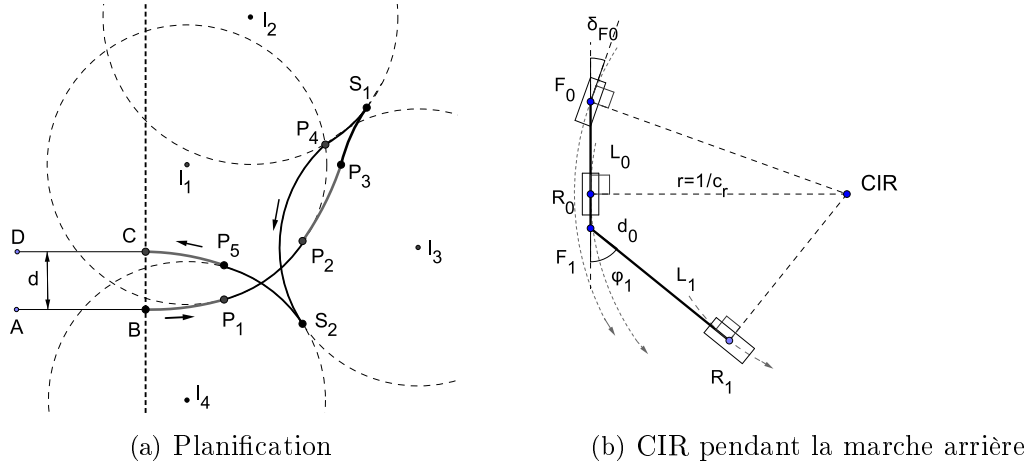 I2
S1
P4
P3
I1
D
C
P5
P2
I3
d
A
B
P1
S2
I4
(a) Planification
δF0
F0
L0
r=1/cr
CIR
R0
d0
F1
φ1
L1
R1
(b) CIR pendant la marche arrière